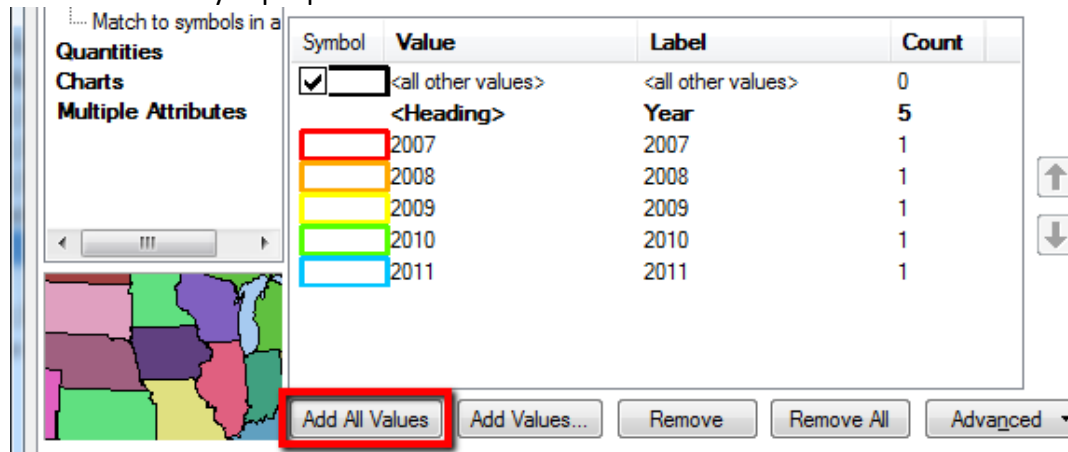 Match to symbols in a
Quantities
Charts
Multiple Attributes
Symbol Value Label Count
<all other values> <all other values> 0
<Heading> Year 5
2007 2007 1
2008 2008 1
2009 2009 1
2010 2010 1
2011 2011 1
Add All Values Add Values... Remove Remove All Advanced